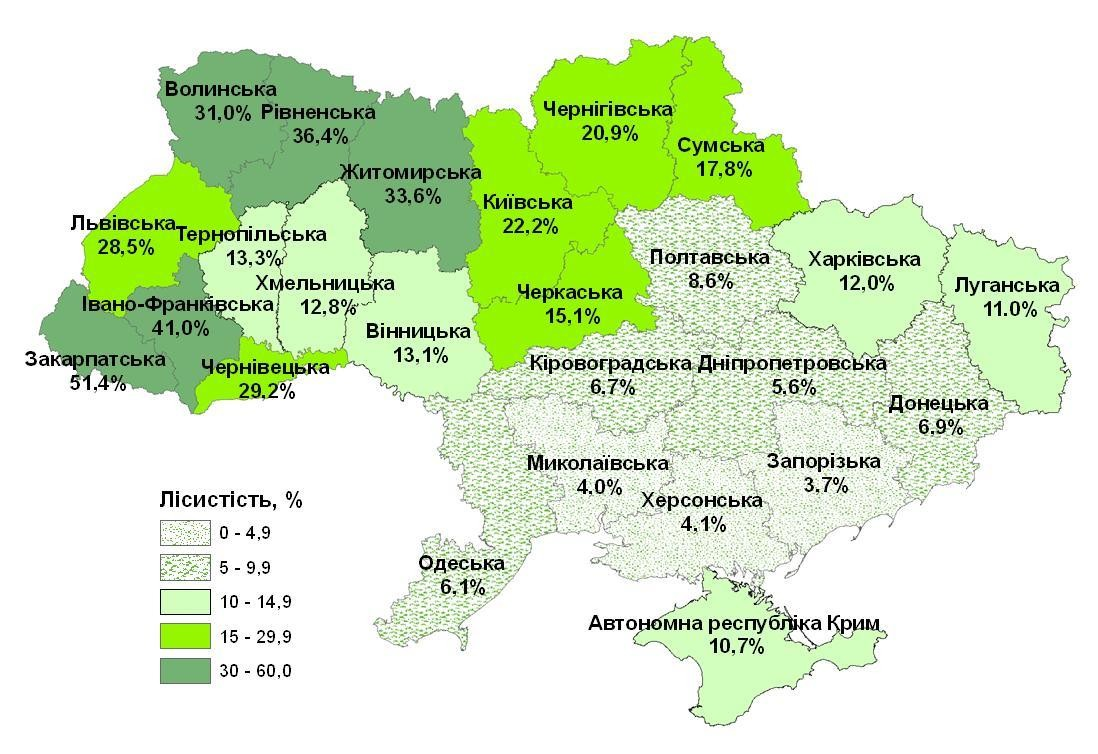 Волинська
31,0%
Рівненська
36,4%
Житомирська
33,6%
Київська
22,2%
Чернігівська
20,9%
Сумська
17,8%
Львівська
28,5%
Тернопільська
13,3%
Хмельницька
12,8%
Вінницька
13,1%
Черкаська
15,1%
Полтавська
8,6%
Харківська
12,0%
Луганська
11.0%
Івано-Франківська
41,0%
Закарпатська
51,4%
Чернівецька
29,2%
Кіровоградська
6,7%
Дніпропетровська
5,6%
Донецька
6,9%
Миколаївська
4,0%
Херсонська
4,1%
Запорізька
3,7%
Одеська
6,1%
Автономна республіка Крим
10,7%
Лісистість, %
0 - 4,9
5 - 9,9
10 - 14,9
15 - 29,9
30 - 60,0